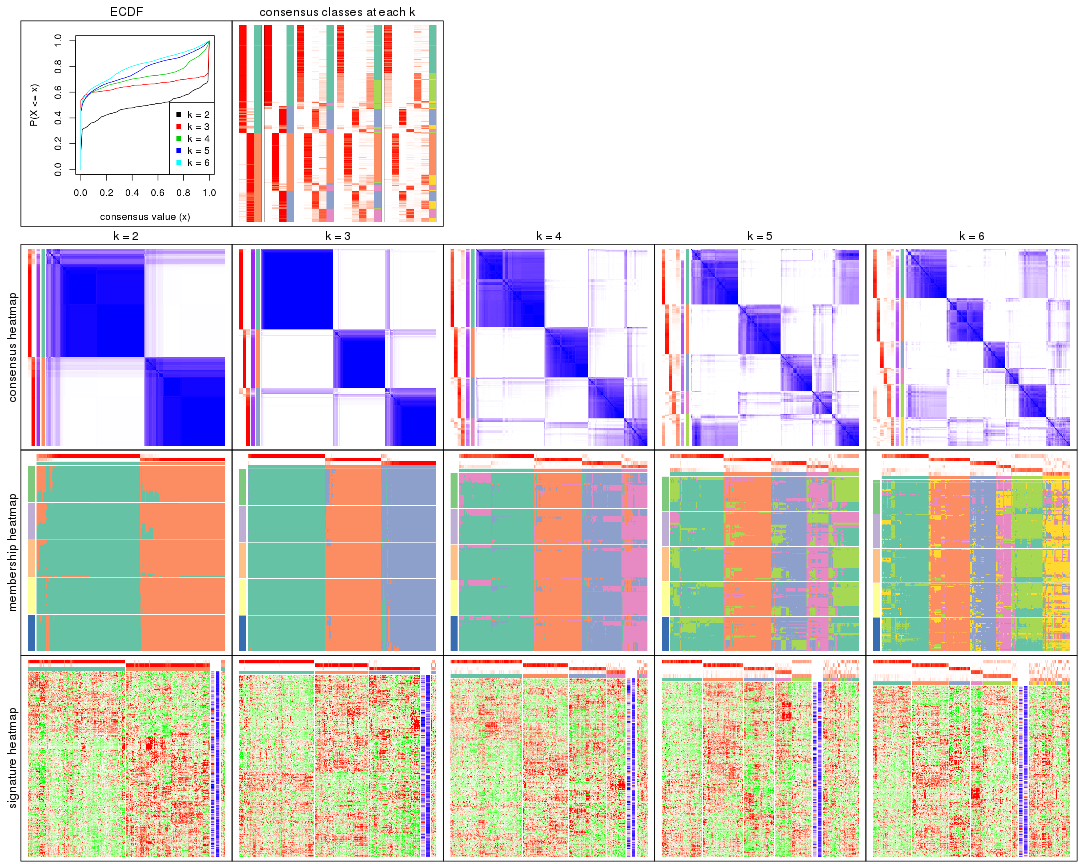 ECDF
consensus classes at each k
P(X <= x)
0.0 0.2 0.4 0.6 0.8 1.0
k = 2
k = 3
k = 4
k = 5
k = 6
0.0 0.2 0.4 0.6 0.8 1.0
consensus value (x)
k = 2 k = 3 k = 4 k = 5 k = 6
consensus heatmap
membership heatmap
signature heatmap